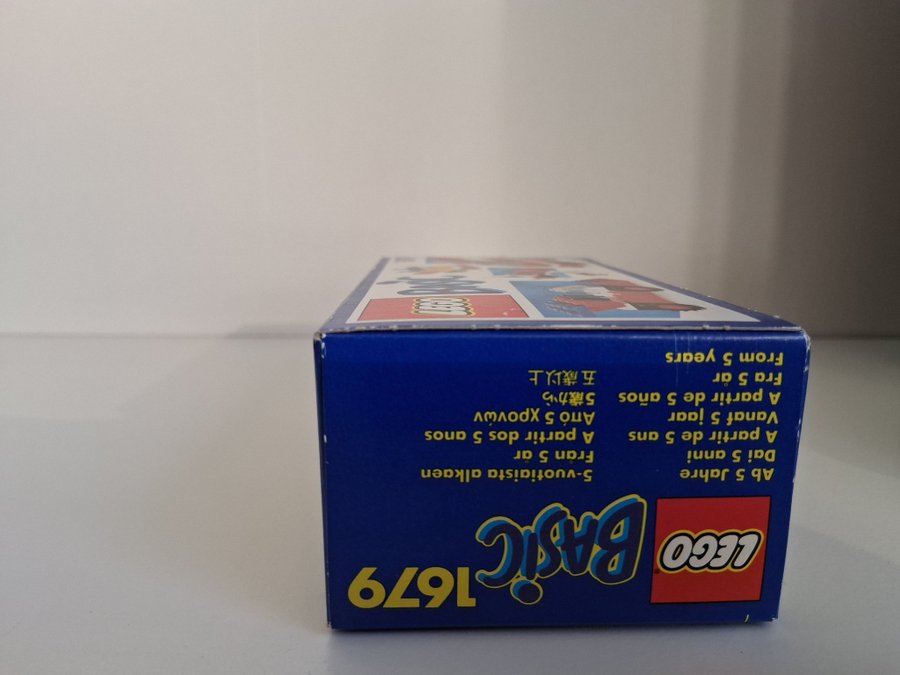 LEGO BASIC 1679
Ab 5 Jahre
Dai 5 anni
A partir de 5 ans
Vanaf 5 jaar
A partir de 5 años
Fra 5 år
From 5 years
5-vuotiaista alkaen
Från 5 år
A partir dos 5 anos
Από 5 χρονών
5歳から
五歲以上
LEGO Basic